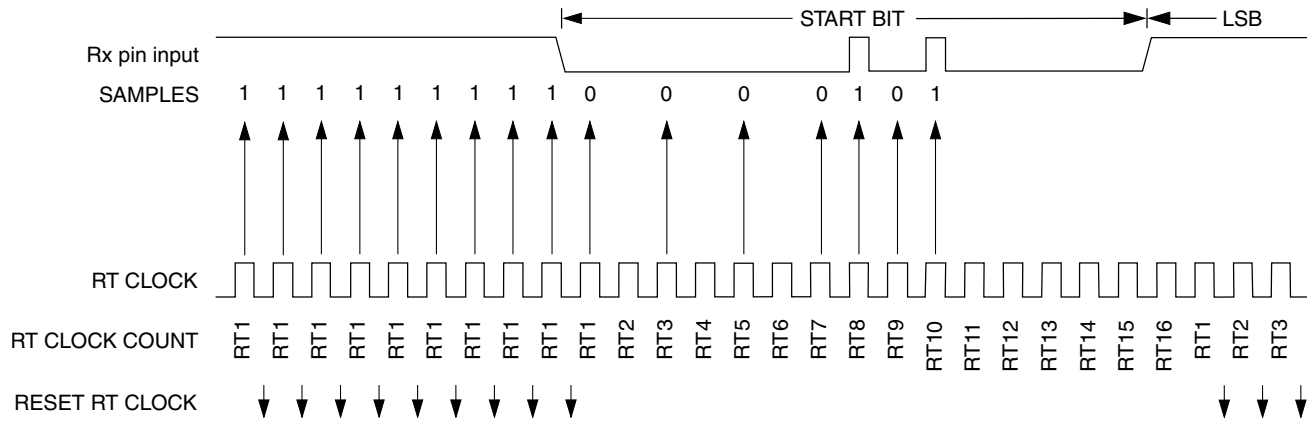 START BIT LSB
Rx pin input
SAMPLES 1 1 1 1 1 1 1 1 1 0 0 0 0 1 0 1
RT CLOCK
RT CLOCK COUNT RT1 RT1 RT1 RT1 RT1 RT1 RT1 RT1 RT1 RT1 RT2 RT3 RT4 RT5 RT6 RT7 RT8 RT9 RT10 RT11 RT12 RT13 RT14 RT15 RT16 RT1 RT2 RT3
RESET RT CLOCK